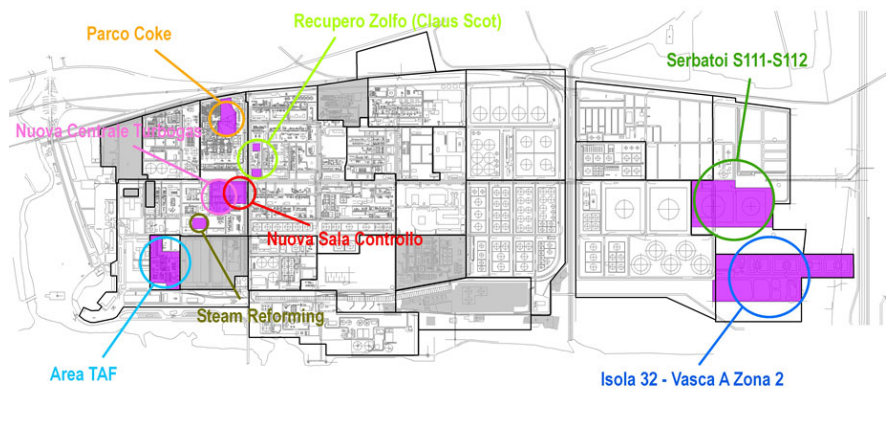 Recupero Zolfo (Claus Scot)
Parco Coke
Serbatoi S111-S112
Nuova Centrale Turbogas
Nuova Sala Controllo
Steam Reforming
Area TAF
Isola 32 - Vasca A Zona 2